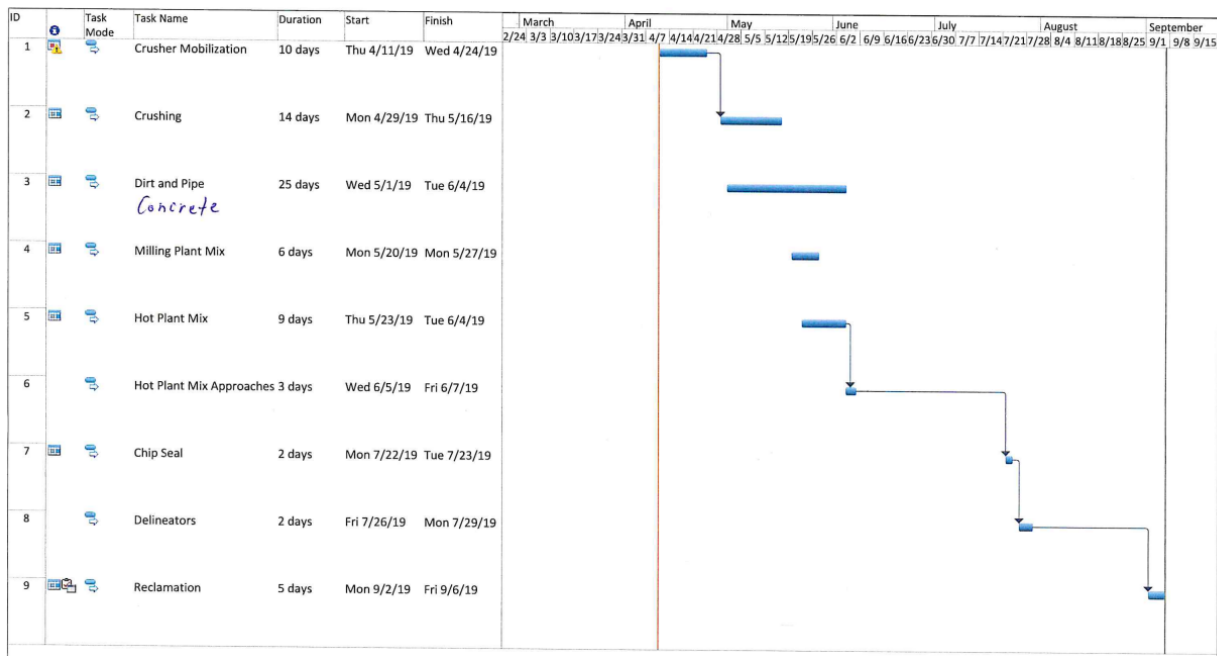 ID Task Mode Task Name Duration Start Finish March April May June July August September
2/24 3/3 3/10 3/17 3/24 3/31 4/7 4/14 4/21 4/28 5/5 5/12 5/19 5/26 6/2 6/9 6/16 6/23 6/30 7/7 7/14 7/21 7/28 8/4 8/11 8/18 8/25 9/1 9/8 9/15
1 Crusher Mobilization 10 days Thu 4/11/19 Wed 4/24/19
2 Crushing 14 days Mon 4/29/19 Thu 5/16/19
3 Dirt and Pipe 25 days Wed 5/1/19 Tue 6/4/19
Concrete
4 Milling Plant Mix 6 days Mon 5/20/19 Mon 5/27/19
5 Hot Plant Mix 9 days Thu 5/23/19 Tue 6/4/19
6 Hot Plant Mix Approaches 3 days Wed 6/5/19 Fri 6/7/19
7 Chip Seal 2 days Mon 7/22/19 Tue 7/23/19
8 Delineators 2 days Fri 7/26/19 Mon 7/29/19
9 Reclamation 5 days Mon 9/2/19 Fri 9/6/19